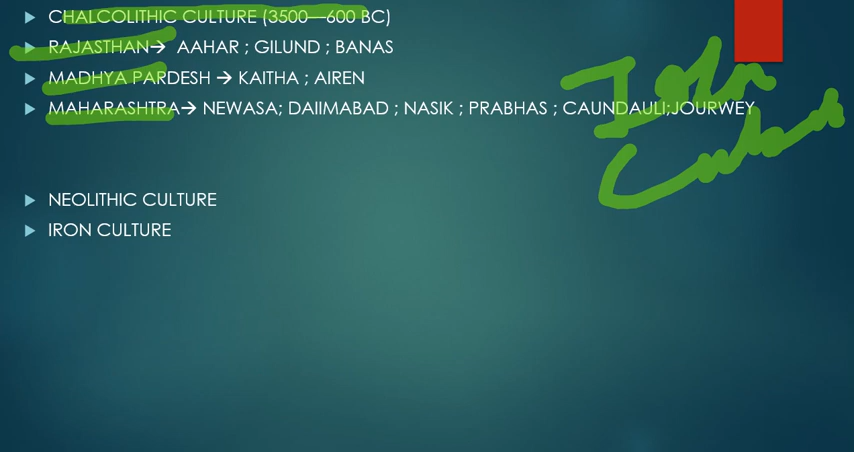 CHALCOLITHIC CULTURE (3500—600 BC)
RAJASTHAN→ AAHAR ; GILUND ; BANAS
MADHYA PARDESH → KAITHA ; AIREN
MAHARASHTRA→ NEWASA; DAIIMABAD ; NASIK ; PRABHAS ; CAUNDAULI;JOURWEY
NEOLITHIC CULTURE
IRON CULTURE